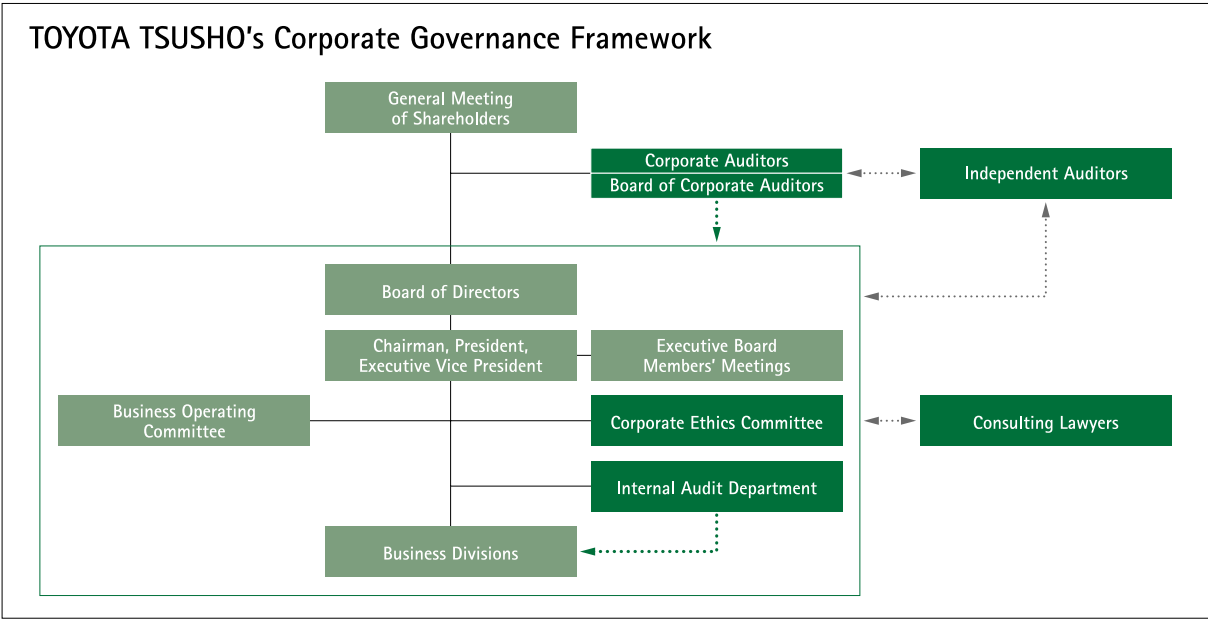 TOYOTA TSUSHO’s Corporate Governance Framework
General Meeting
of Shareholders
Corporate Auditors
Board of Corporate Auditors
Independent Auditors
Board of Directors
Chairman, President,
Executive Vice President
Executive Board
Members’ Meetings
Business Operating
Committee
Corporate Ethics Committee
Consulting Lawyers
Internal Audit Department
Business Divisions